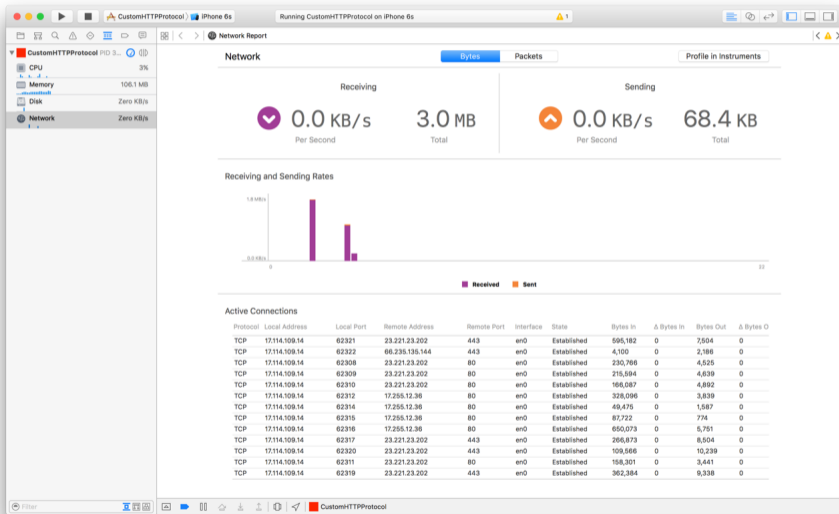 CustomHTTPProtocol iPhone 6s
Running CustomHTTPProtocol on iPhone 6s
1
Network Report
CustomHTTPProtocol PID 3...
CPU 3%
Memory 106.1 MB
Disk Zero KB/s
Network Zero KB/s
Network
Bytes Packets
Profile in Instruments
Receiving Sending
0.0 KB/s 3.0 MB 0.0 KB/s 68.4 KB
Per Second Total Per Second Total
Receiving and Sending Rates
1.8 MB/s
0.0 KB/s
0 22
Received Sent
Active Connections
Protocol Local Address Local Port Remote Address Remote Port Interface State Bytes In Δ Bytes In Bytes Out Δ Bytes O
TCP 17.114.109.14 62321 23.221.23.202 443 en0 Established 595,182 0 7,504 0
TCP 17.114.109.14 62322 66.235.135.144 443 en0 Established 4,100 0 2,186 0
TCP 17.114.109.14 62308 23.221.23.202 80 en0 Established 230,766 0 4,525 0
TCP 17.114.109.14 62309 23.221.23.202 80 en0 Established 215,594 0 4,639 0
TCP 17.114.109.14 62310 23.221.23.202 80 en0 Established 166,087 0 4,892 0
TCP 17.114.109.14 62312 17.255.12.36 80 en0 Established 328,096 0 3,839 0
TCP 17.114.109.14 62314 17.255.12.36 80 en0 Established 49,475 0 1,587 0
TCP 17.114.109.14 62315 17.255.12.36 80 en0 Established 87,722 0 774 0
TCP 17.114.109.14 62316 17.255.12.36 80 en0 Established 650,073 0 5,751 0
TCP 17.114.109.14 62317 23.221.23.202 443 en0 Established 266,873 0 8,504 0
TCP 17.114.109.14 62320 23.221.23.202 443 en0 Established 109,566 0 10,239 0
TCP 17.114.109.14 62311 23.221.23.202 80 en0 Established 158,301 0 3,441 0
TCP 17.114.109.14 62319 23.221.23.202 443 en0 Established 362,384 0 9,338 0
Filter
CustomHTTPProtocol